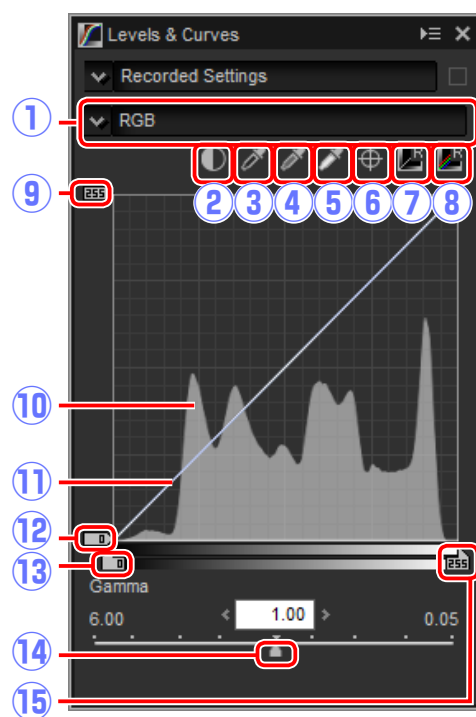 Levels & Curves
Recorded Settings
① RGB
② ③ ④ ⑤ ⑥ ⑦ ⑧
R R
⑨ 255
⑩
⑪
⑫ 0
⑬ 0 255
Gamma
6.00 1.00 0.05
⑭
⑮